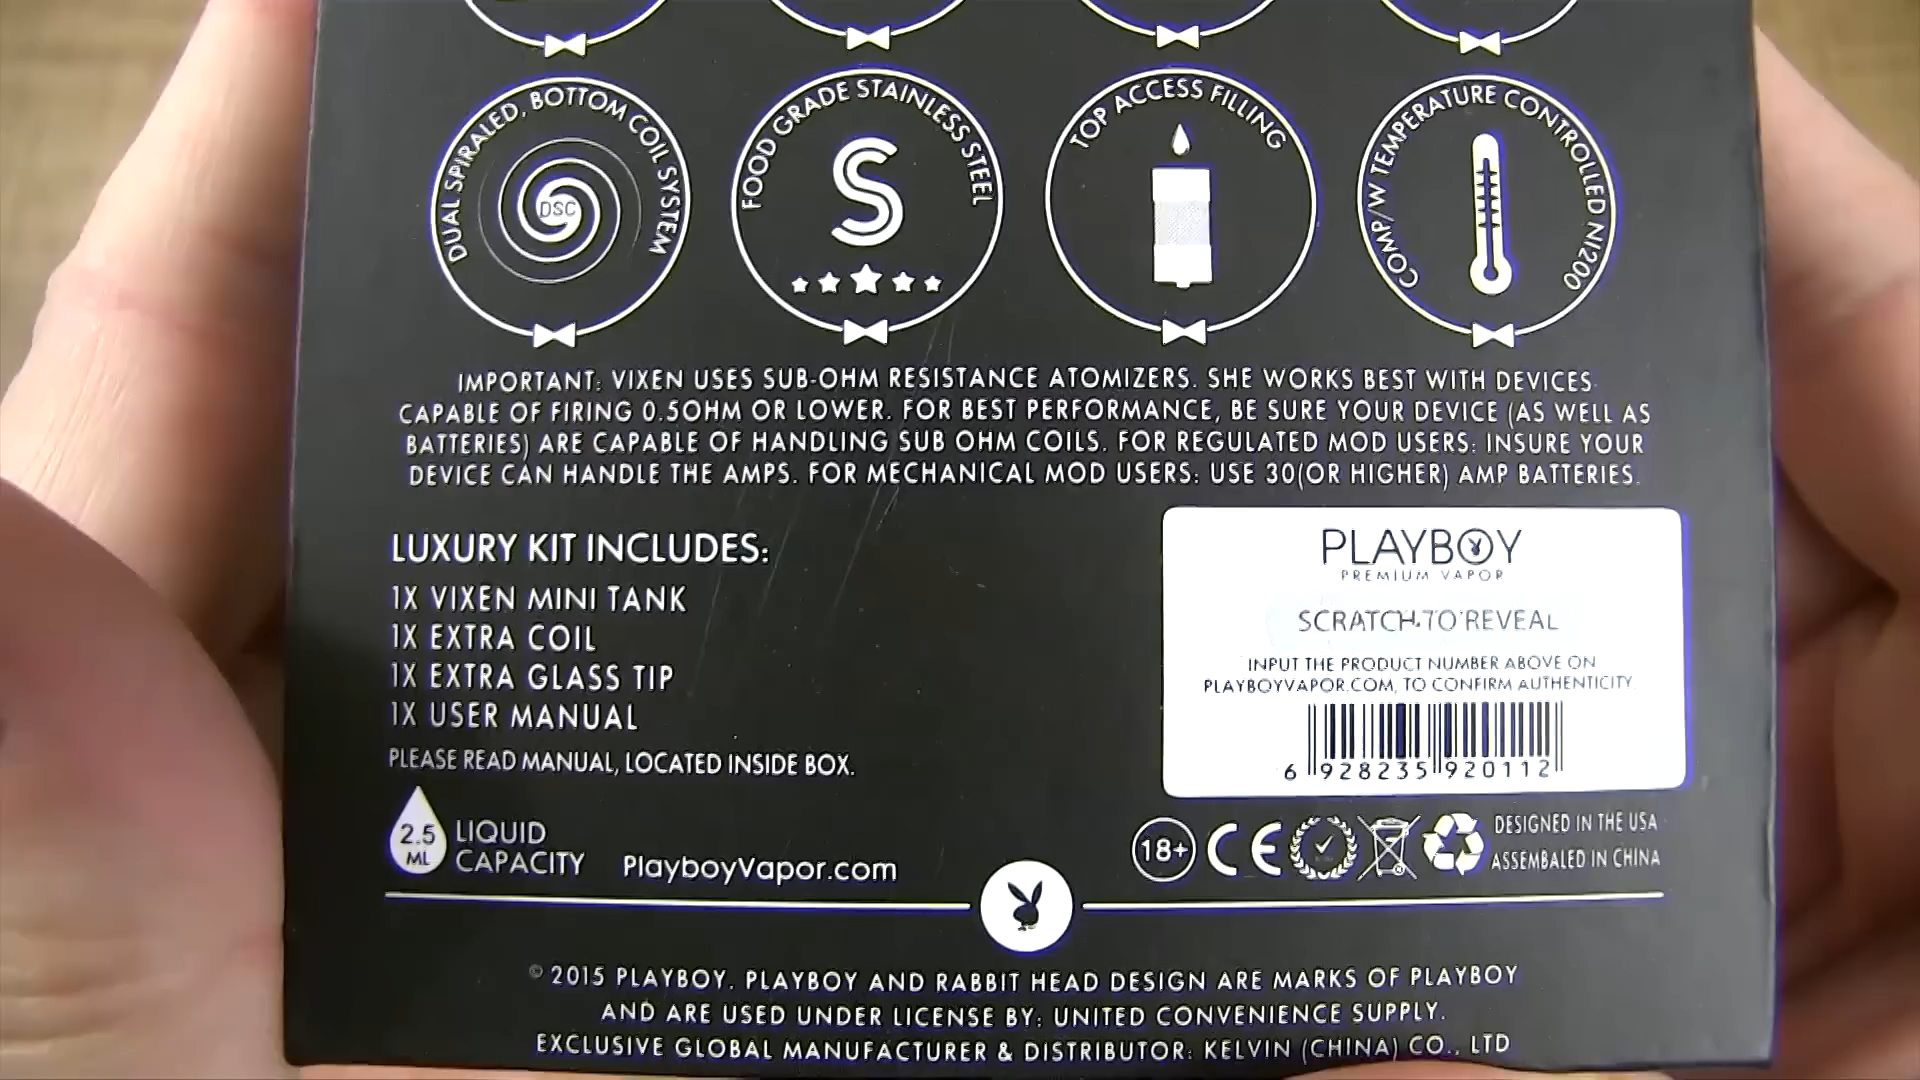 DUAL SPIRALED, BOTTOM COIL SYSTEM
DSC
FOOD GRADE STAINLESS STEEL
S
TOP ACCESS FILLING
COMP/W TEMPERATURE CONTROLLED NI200
IMPORTANT: VIXEN USES SUB-OHM RESISTANCE ATOMIZERS. SHE WORKS BEST WITH DEVICES
CAPABLE OF FIRING 0.5OHM OR LOWER. FOR BEST PERFORMANCE, BE SURE YOUR DEVICE (AS WELL AS
BATTERIES) ARE CAPABLE OF HANDLING SUB OHM COILS. FOR REGULATED MOD USERS: INSURE YOUR
DEVICE CAN HANDLE THE AMPS. FOR MECHANICAL MOD USERS: USE 30(OR HIGHER) AMP BATTERIES.
LUXURY KIT INCLUDES:
1X VIXEN MINI TANK
1X EXTRA COIL
1X EXTRA GLASS TIP
1X USER MANUAL
PLEASE READ MANUAL, LOCATED INSIDE BOX.
PLAYBOY
PREMIUM VAPOR
SCRATCH TO REVEAL
INPUT THE PRODUCT NUMBER ABOVE ON
PLAYBOYVAPOR.COM, TO CONFIRM AUTHENTICITY
6 928235 920112
2.5
ML
LIQUID
CAPACITY
PlayboyVapor.com
18+
CE
DESIGNED IN THE USA
ASSEMBALED IN CHINA
© 2015 PLAYBOY. PLAYBOY AND RABBIT HEAD DESIGN ARE MARKS OF PLAYBOY
AND ARE USED UNDER LICENSE BY: UNITED CONVENIENCE SUPPLY.
EXCLUSIVE GLOBAL MANUFACTURER & DISTRIBUTOR: KELVIN (CHINA) CO., LTD